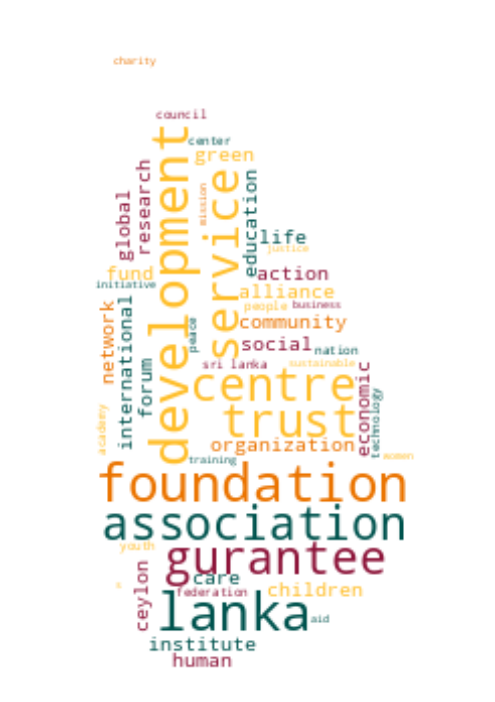 charity
council
center
green
development
service
research
global
mission
education
life
justice
fund
action
initiative
alliance
people
business
network
international
peace
community
social
nation
forum
sri lanka
sustainable
centre
economic
technology
academy
trust
organization
women
training
foundation
association
youth
gurantee
ceylon
care
federation
children
lanka
aid
institute
human